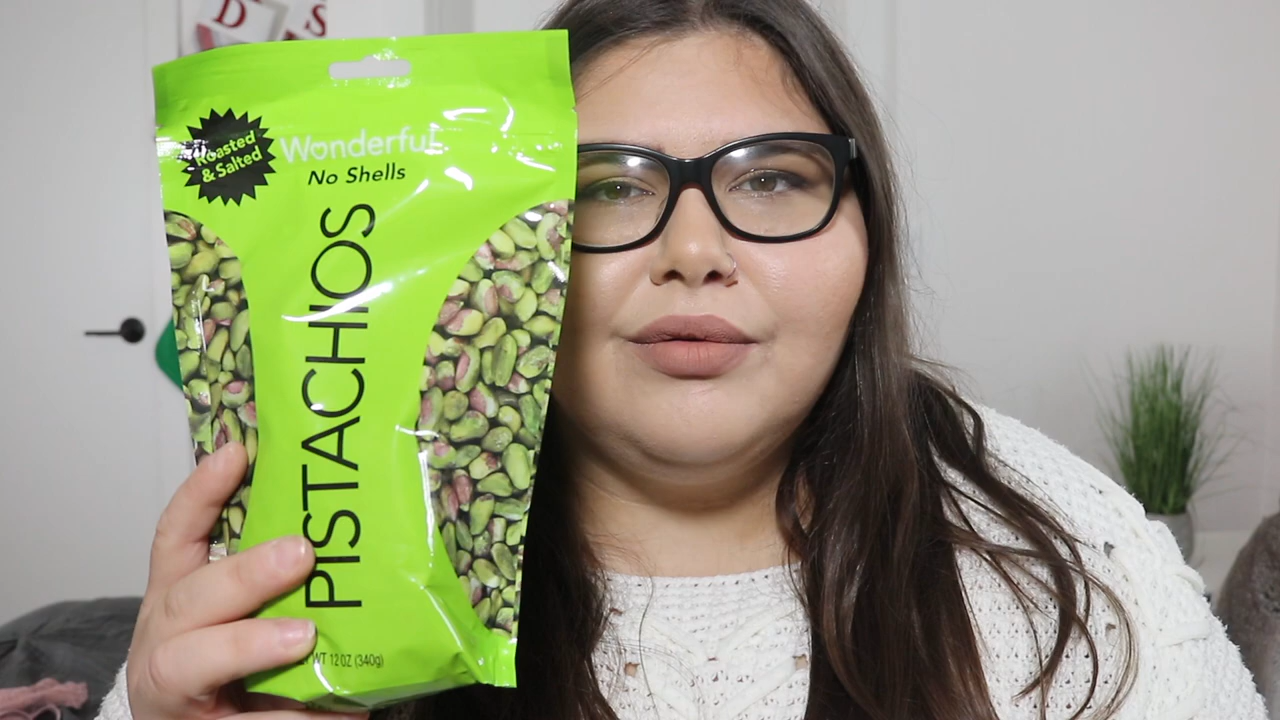 D S
Roasted
& Salted
Wonderful
No Shells
PISTACHIOS
WT 12 OZ (340g)